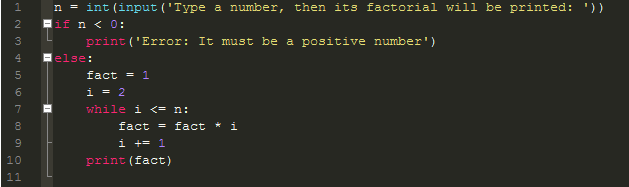 1 n = int(input('Type a number, then its factorial will be printed: '))
2 if n < 0:
3     print('Error: It must be a positive number')
4 else:
5     fact = 1
6     i = 2
7     while i <= n:
8         fact = fact * i
9         i += 1
10     print(fact)
11